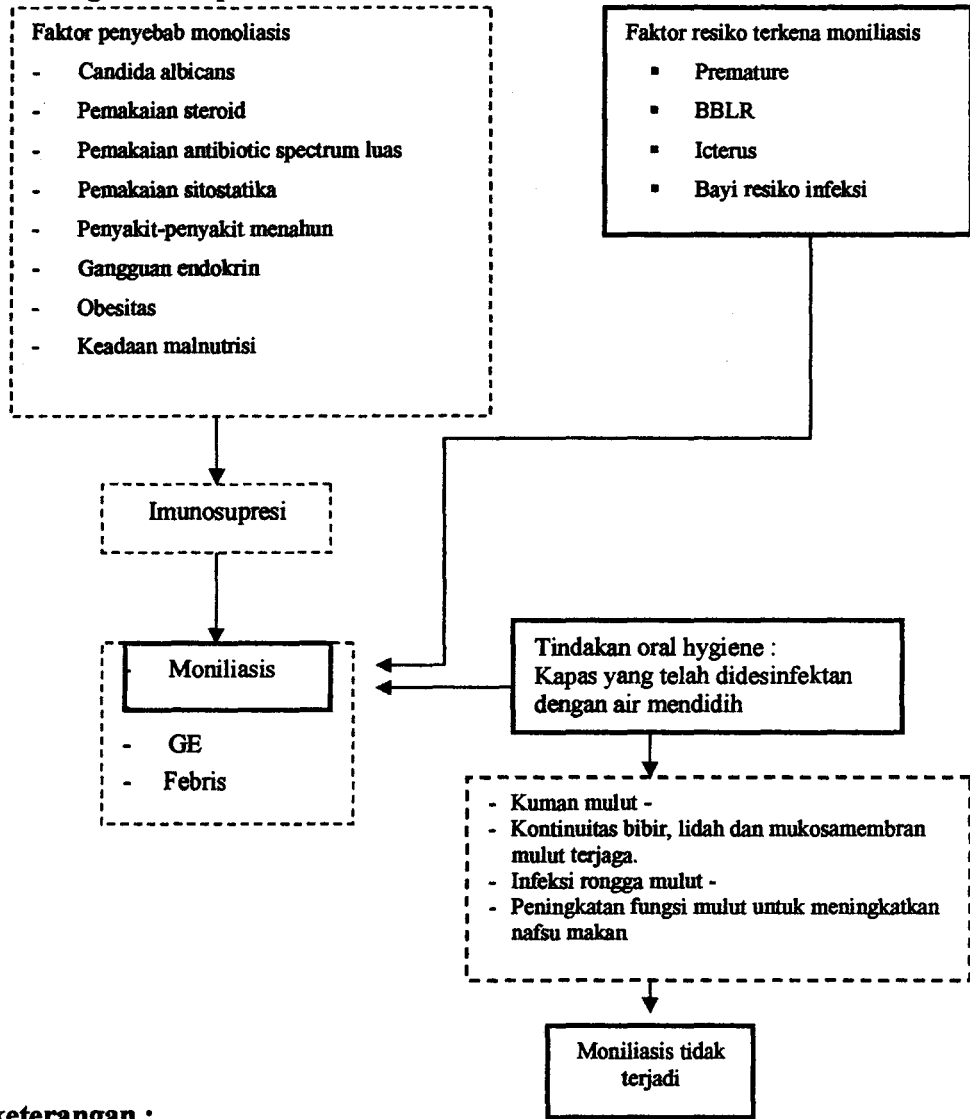 Faktor penyebab monoliasis
- Candida albicans
- Pemakaian steroid
- Pemakaian antibiotic spectrum luas
- Pemakaian sitostatika
- Penyakit-penyakit menahun
- Gangguan endokrin
- Obesitas
- Keadaan malnutrisi
Faktor resiko terkena moniliasis
▪ Premature
▪ BBLR
▪ Icterus
▪ Bayi resiko infeksi
Imunosupresi
Moniliasis
- GE
- Febris
Tindakan oral hygiene :
Kapas yang telah didesinfektan
dengan air mendidih
- Kuman mulut -
- Kontinuitas bibir, lidah dan mukosamembran
mulut terjaga.
- Infeksi rongga mulut -
- Peningkatan fungsi mulut untuk meningkatkan
nafsu makan
Moniliasis tidak
terjadi
keterangan :